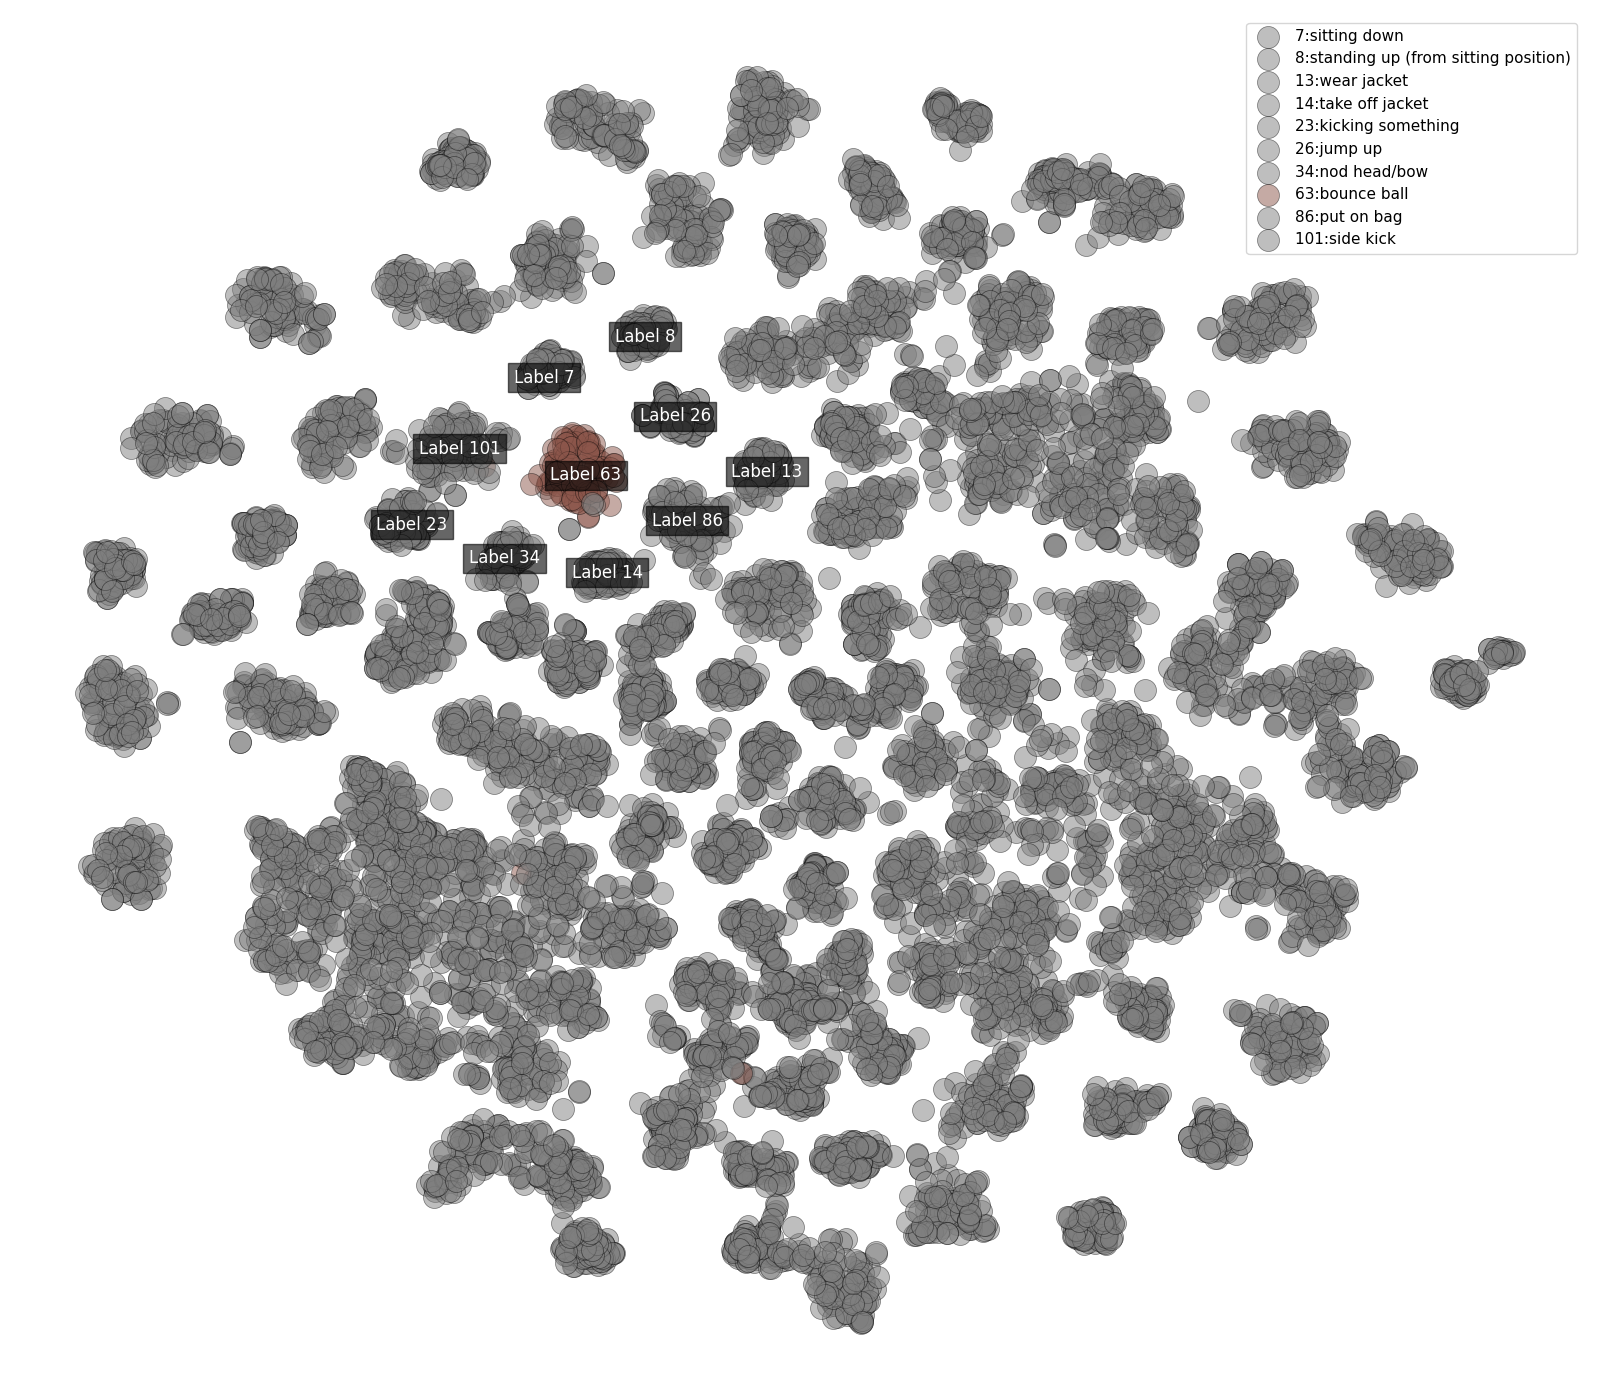 7:sitting down
8:standing up (from sitting position)
13:wear jacket
14:take off jacket
23:kicking something
26:jump up
34:nod head/bow
63:bounce ball
86:put on bag
101:side kick
Label 8
Label 7
Label 26
Label 101
Label 13
Label 63
Label 86
Label 23
Label 34
Label 14